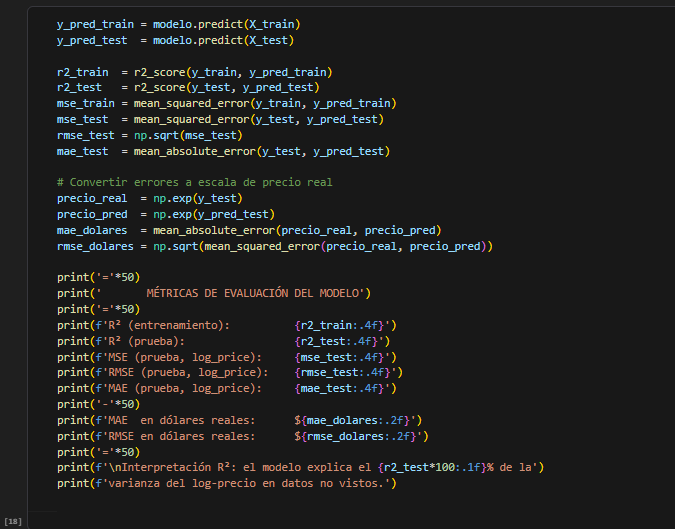 y_pred_train = modelo.predict(X_train)
y_pred_test  = modelo.predict(X_test)

r2_train  = r2_score(y_train, y_pred_train)
r2_test   = r2_score(y_test, y_pred_test)
mse_train = mean_squared_error(y_train, y_pred_train)
mse_test  = mean_squared_error(y_test, y_pred_test)
rmse_test = np.sqrt(mse_test)
mae_test  = mean_absolute_error(y_test, y_pred_test)

# Convertir errores a escala de precio real
precio_real  = np.exp(y_test)
precio_pred  = np.exp(y_pred_test)
mae_dolares  = mean_absolute_error(precio_real, precio_pred)
rmse_dolares = np.sqrt(mean_squared_error(precio_real, precio_pred))

print('='*50)
print('       MÉTRICAS DE EVALUACIÓN DEL MODELO')
print('='*50)
print(f'R² (entrenamiento):          {r2_train:.4f}')
print(f'R² (prueba):                 {r2_test:.4f}')
print(f'MSE (prueba, log_price):     {mse_test:.4f}')
print(f'RMSE (prueba, log_price):    {rmse_test:.4f}')
print(f'MAE (prueba, log_price):     {mae_test:.4f}')
print('-'*50)
print(f'MAE  en dólares reales:      ${mae_dolares:.2f}')
print(f'RMSE en dólares reales:      ${rmse_dolares:.2f}')
print('='*50)
print(f'\nInterpretación R²: el modelo explica el {r2_test*100:.1f}% de la')
print(f'varianza del log-precio en datos no vistos.')
[18]